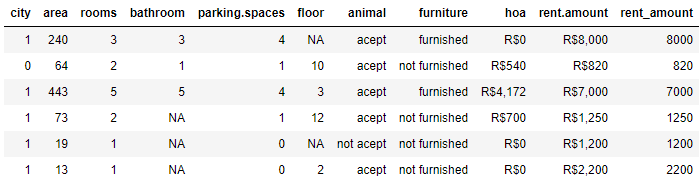 city area rooms bathroom parking.spaces floor animal furniture hoa rent.amount rent_amount
1 240 3 3 4 NA acept furnished R$0 R$8,000 8000
0 64 2 1 1 10 acept not furnished R$540 R$820 820
1 443 5 5 4 3 acept furnished R$4,172 R$7,000 7000
1 73 2 NA 1 12 acept not furnished R$700 R$1,250 1250
1 19 1 NA 0 NA not acept not furnished R$0 R$1,200 1200
1 13 1 NA 0 2 acept not furnished R$0 R$2,200 2200